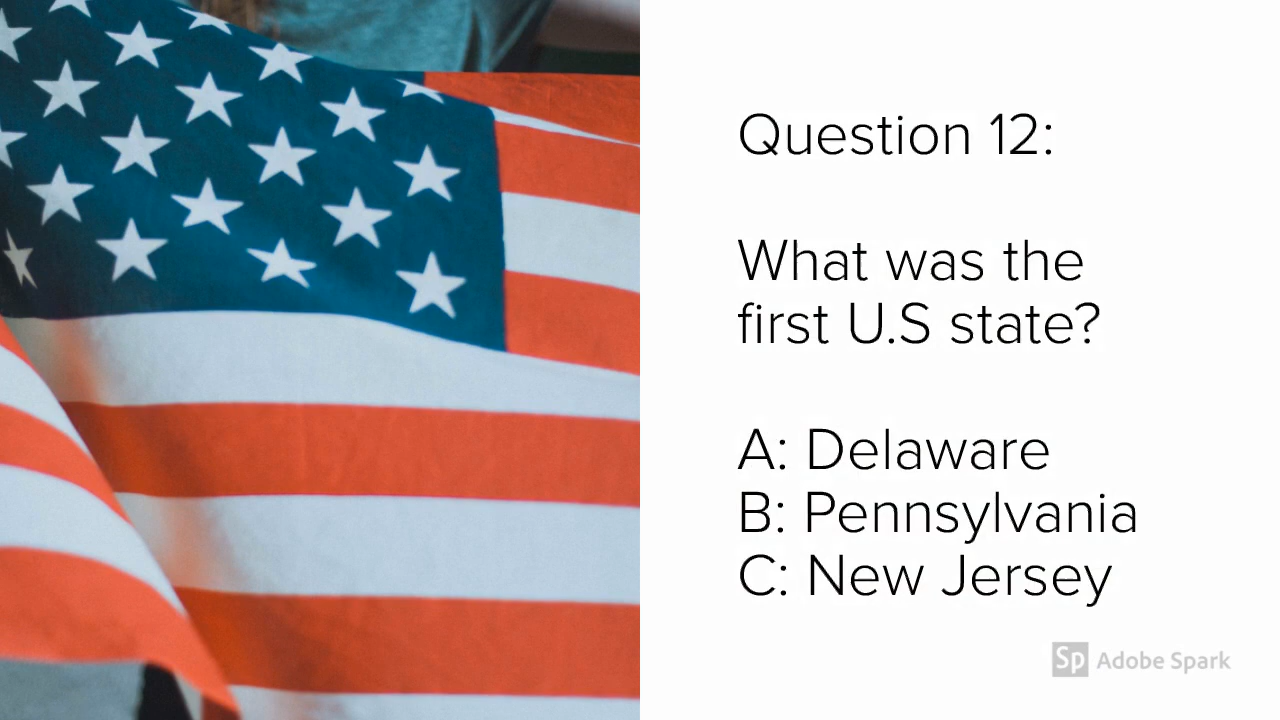 Question 12:
What was the
first U.S state?
A: Delaware
B: Pennsylvania
C: New Jersey
Sp Adobe Spark